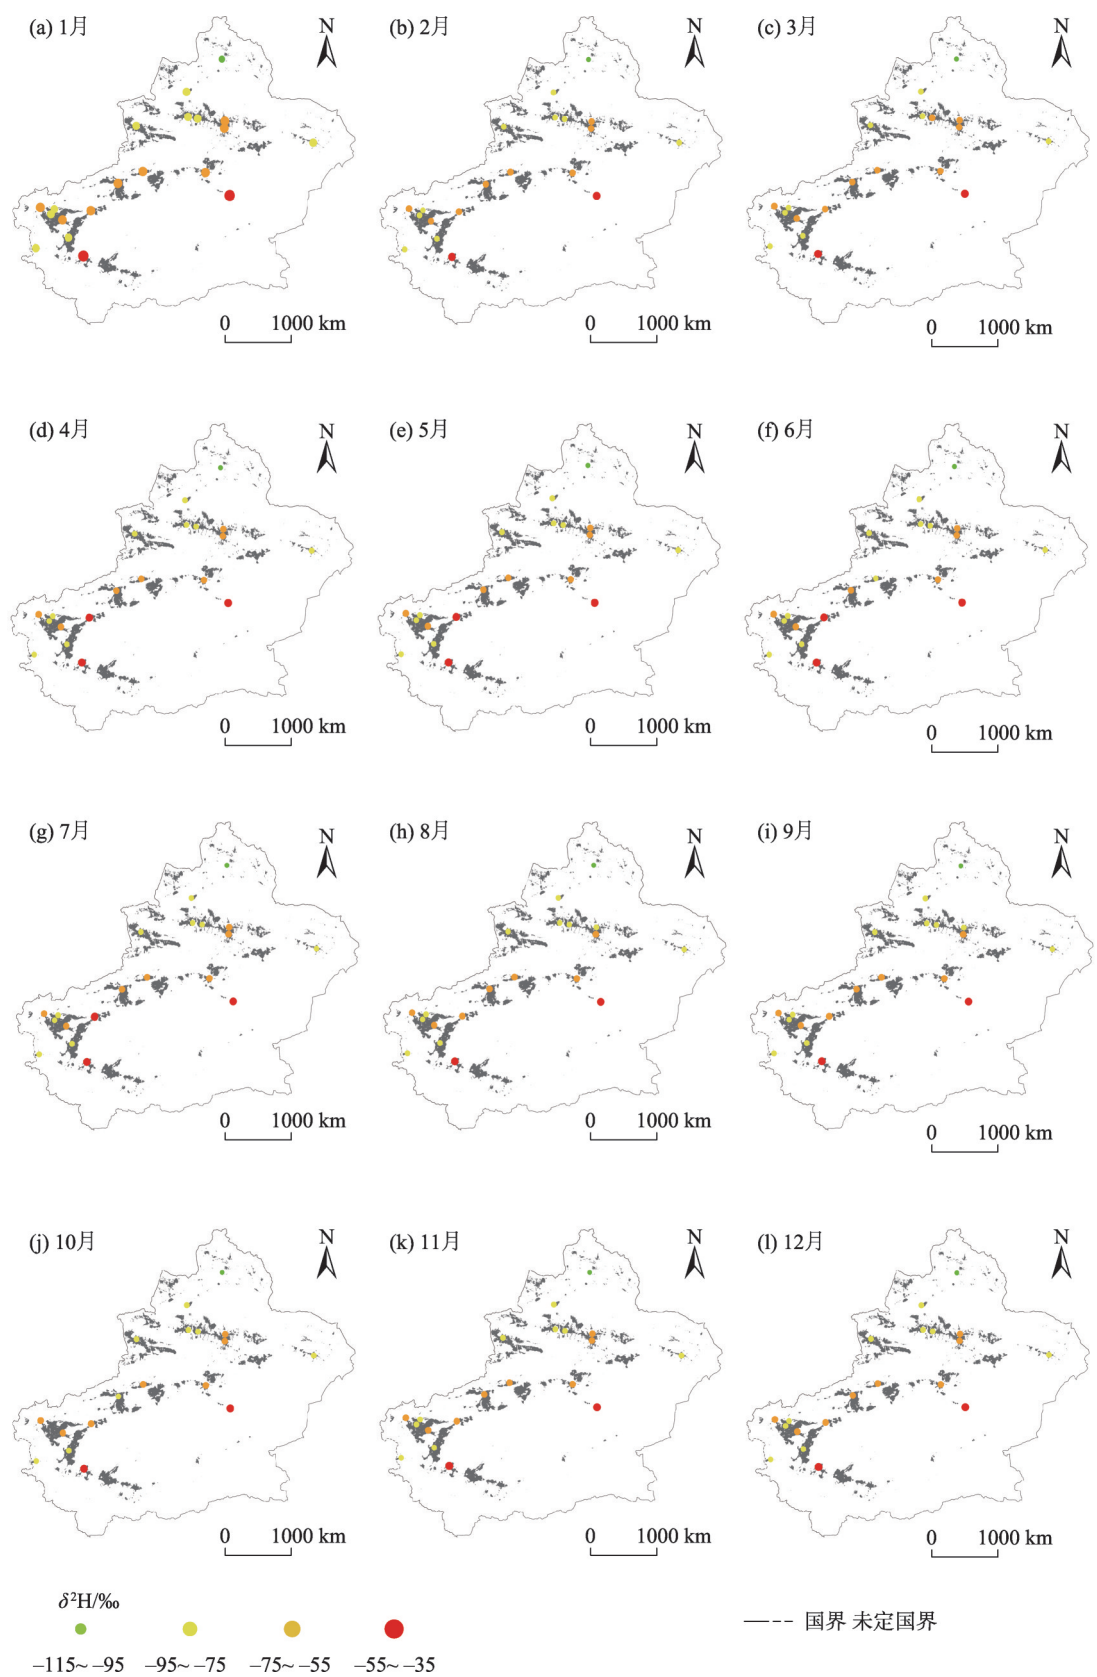 (a) 1月
N
(b) 2月
N
(c) 3月
N
0 1000 km
0 1000 km
0 1000 km
(d) 4月
N
(e) 5月
N
(f) 6月
N
0 1000 km
0 1000 km
0 1000 km
(g) 7月
N
(h) 8月
N
(i) 9月
N
0 1000 km
0 1000 km
0 1000 km
(j) 10月
N
(k) 11月
N
(l) 12月
N
0 1000 km
0 1000 km
0 1000 km
δ²H/‰
国界 未定国界
–115~ –95 –95~ –75 –75~ –55 –55~ –35